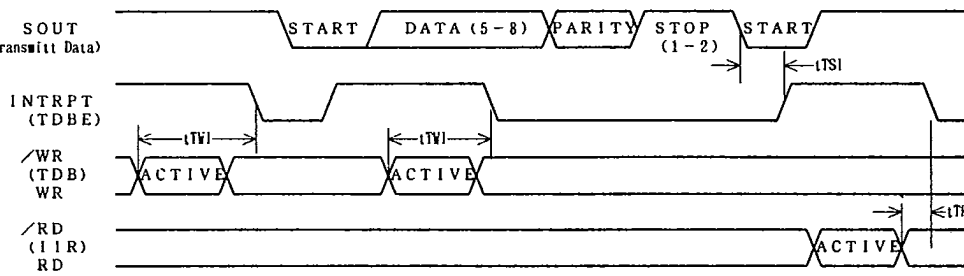 SOUT START DATA (5-8) PARITY STOP START
ransmitt Data) (1-2)
tTSI
INTRPT
(TDBE)
tTWI tTWI
/WR
(TDB) ACTIVE ACTIVE
WR
tT
/RD
(IIR) ACTIVE
RD